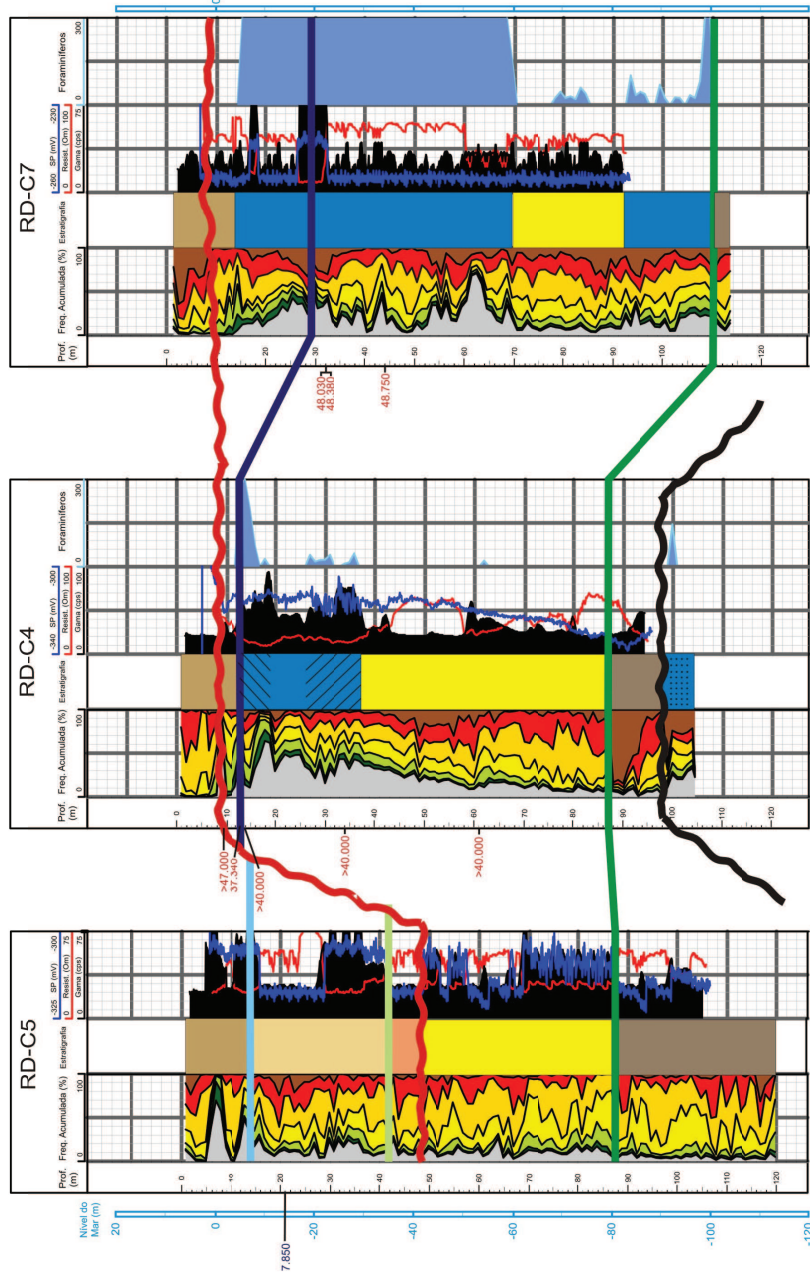 RD-C5
Nível do
Mar (m)
20
0
-20
-40
-60
-80
-100
-120
7.850
Prof.
(m)
Freq. Acumulada (%)
0
100
Estratigrafia
-325 SP (mV) -300
0 Resist. (Om) 75
0 Gama (cps) 75
0
10
20
30
40
50
60
70
80
90
100
110
120
RD-C4
Prof.
(m)
Freq. Acumulada (%)
0
100
Estratigrafia
-340 SP (mV) -300
0 Resist. (Om) 100
0 Gama (cps) 100
Foraminíferos
0
300
0
10
20
30
40
50
60
70
80
90
100
110
120
>47.000
37.340
>40.000
>40.000
>40.000
RD-C7
Prof.
(m)
Freq. Acumulada (%)
0
100
Estratigrafia
-260 SP (mV) -230
0 Resist. (Om) 100
0 Gama (cps) 75
Foraminíferos
0
300
0
10
20
30
40
50
60
70
80
90
100
110
120
48.030
48.380
48.750
0